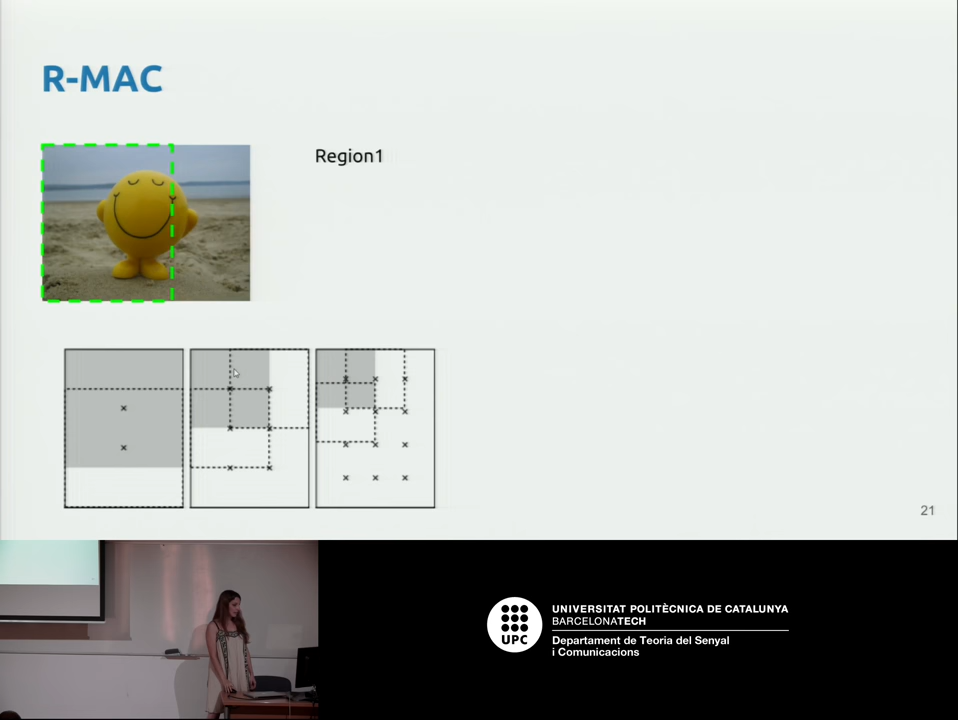 R-MAC
Region1
21
UPC
UNIVERSITAT POLITÈCNICA DE CATALUNYA
BARCELONATECH
Departament de Teoria del Senyal
i Comunicacions